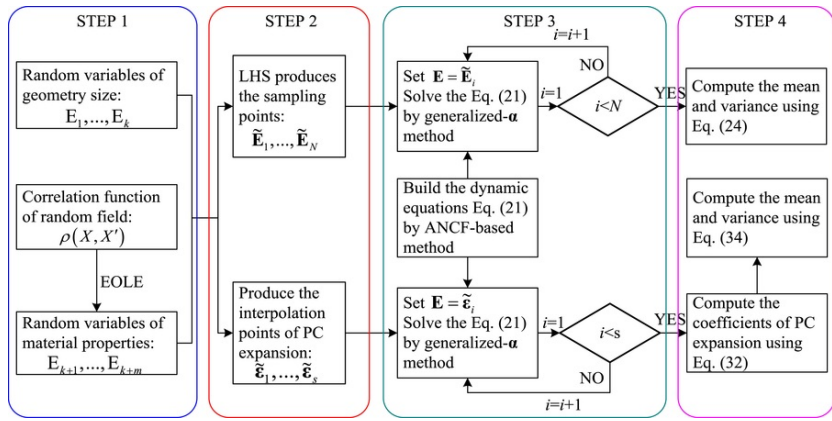 STEP 1
Random variables of
geometry size:
E₁,...,Eₖ
Correlation function
of random field:
ρ(X,X′)
EOLE
Random variables of
material properties:
Eₖ₊₁,...,Eₖ₊ₘ
STEP 2
LHS produces
the sampling
points:
Ẽ₁,...,Ẽ_N
Produce the
interpolation
points of PC
expansion:
ε̃₁,...,ε̃ₛ
STEP 3
i=i+1
NO
Set E = Ẽᵢ
Solve the Eq. (21)
by generalized-α
method
i=1
i<N
YES
Build the dynamic
equations Eq. (21)
by ANCF-based
method
Set E = ε̃ᵢ
Solve the Eq. (21)
by generalized-α
method
i=1
i<s
YES
NO
i=i+1
STEP 4
Compute the mean
and variance using
Eq. (24)
Compute the mean
and variance using
Eq. (34)
Compute the
coefficients of PC
expansion using
Eq. (32)